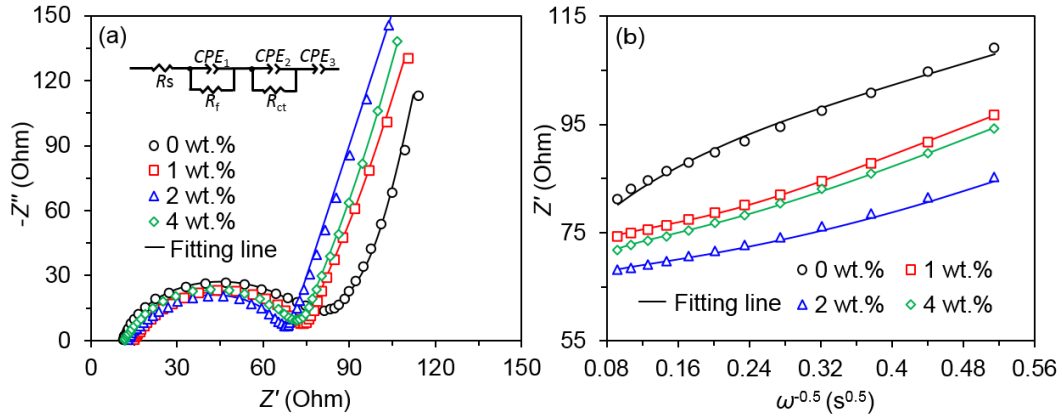 (a)
150
120
90
60
30
0
-Z″ (Ohm)
Rs
CPE₁
R_f
CPE₂
R_ct
CPE₃
0 wt.%
1 wt.%
2 wt.%
4 wt.%
Fitting line
0 30 60 90 120 150
Z′ (Ohm)
(b)
115
95
75
55
Z′ (Ohm)
0 wt.% 1 wt.%
Fitting line 2 wt.% 4 wt.%
0.08 0.16 0.24 0.32 0.40 0.48 0.56
ω⁻⁰·⁵ (s⁰·⁵)